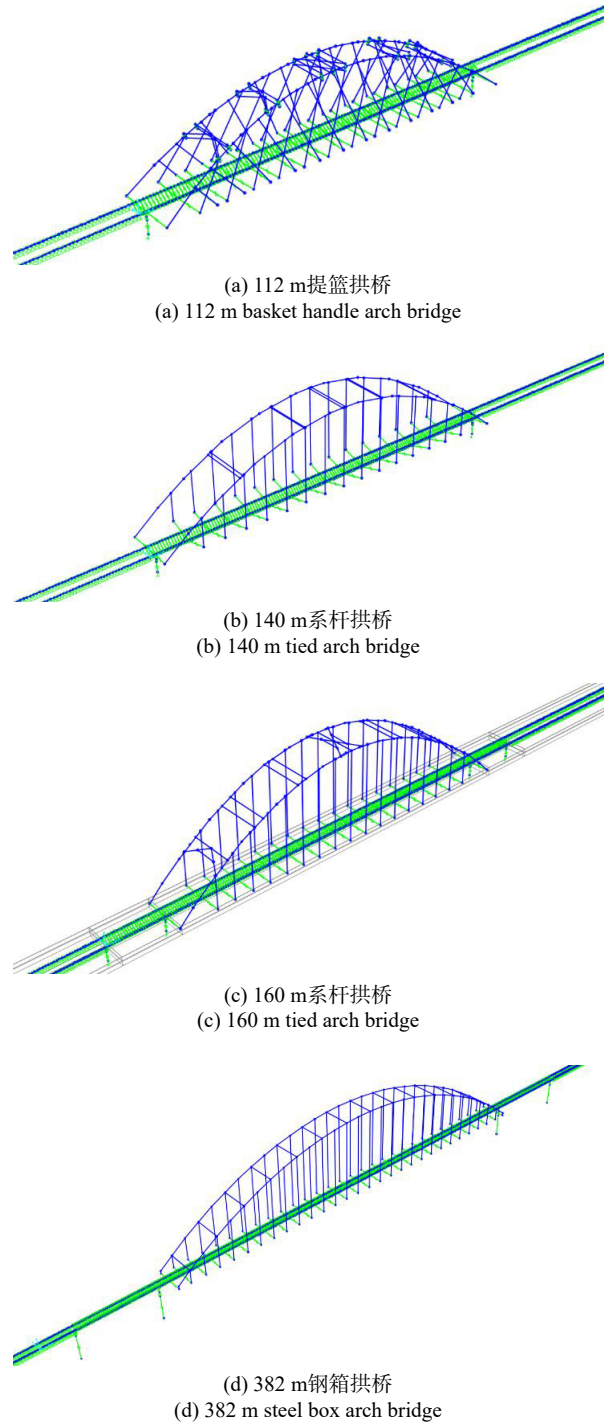 (a) 112 m提篮拱桥
(a) 112 m basket handle arch bridge
(b) 140 m系杆拱桥
(b) 140 m tied arch bridge
(c) 160 m系杆拱桥
(c) 160 m tied arch bridge
(d) 382 m钢箱拱桥
(d) 382 m steel box arch bridge